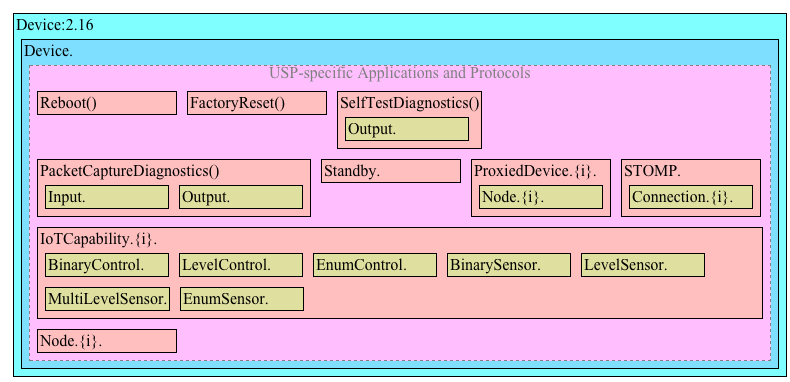 Device:2.16
Device.
USP-specific Applications and Protocols
Reboot()
FactoryReset()
SelfTestDiagnostics()
Output.
PacketCaptureDiagnostics()
Input.
Output.
Standby.
ProxiedDevice.{i}.
Node.{i}.
STOMP.
Connection.{i}.
IoTCapability.{i}.
BinaryControl.
LevelControl.
EnumControl.
BinarySensor.
LevelSensor.
MultiLevelSensor.
EnumSensor.
Node.{i}.